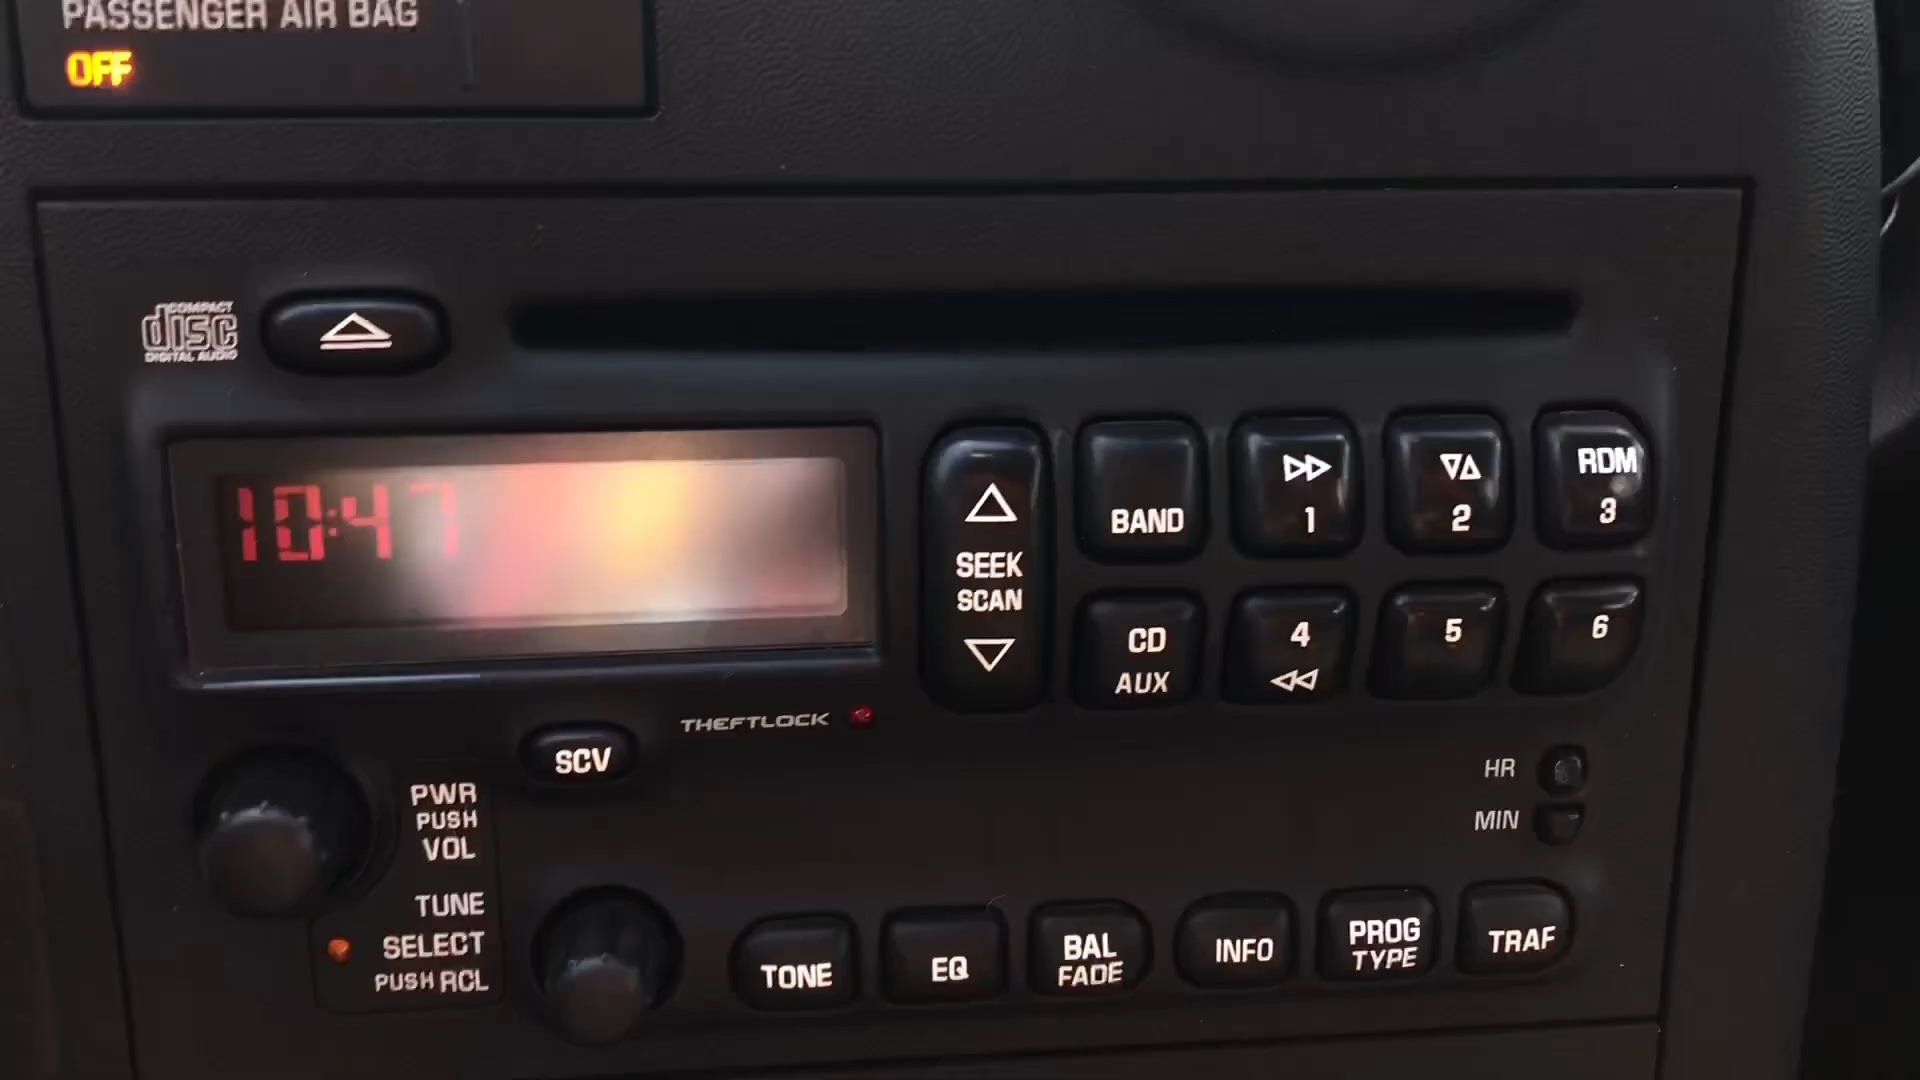 PASSENGER AIR BAG
OFF
COMPACT
disc
DIGITAL AUDIO
10:47
SEEK
SCAN
BAND
1
2
RDM
3
CD
AUX
4
5
6
THEFTLOCK
SCV
HR
MIN
PWR
PUSH
VOL
TUNE
SELECT
PUSH RCL
TONE
EQ
BAL
FADE
INFO
PROG
TYPE
TRAF